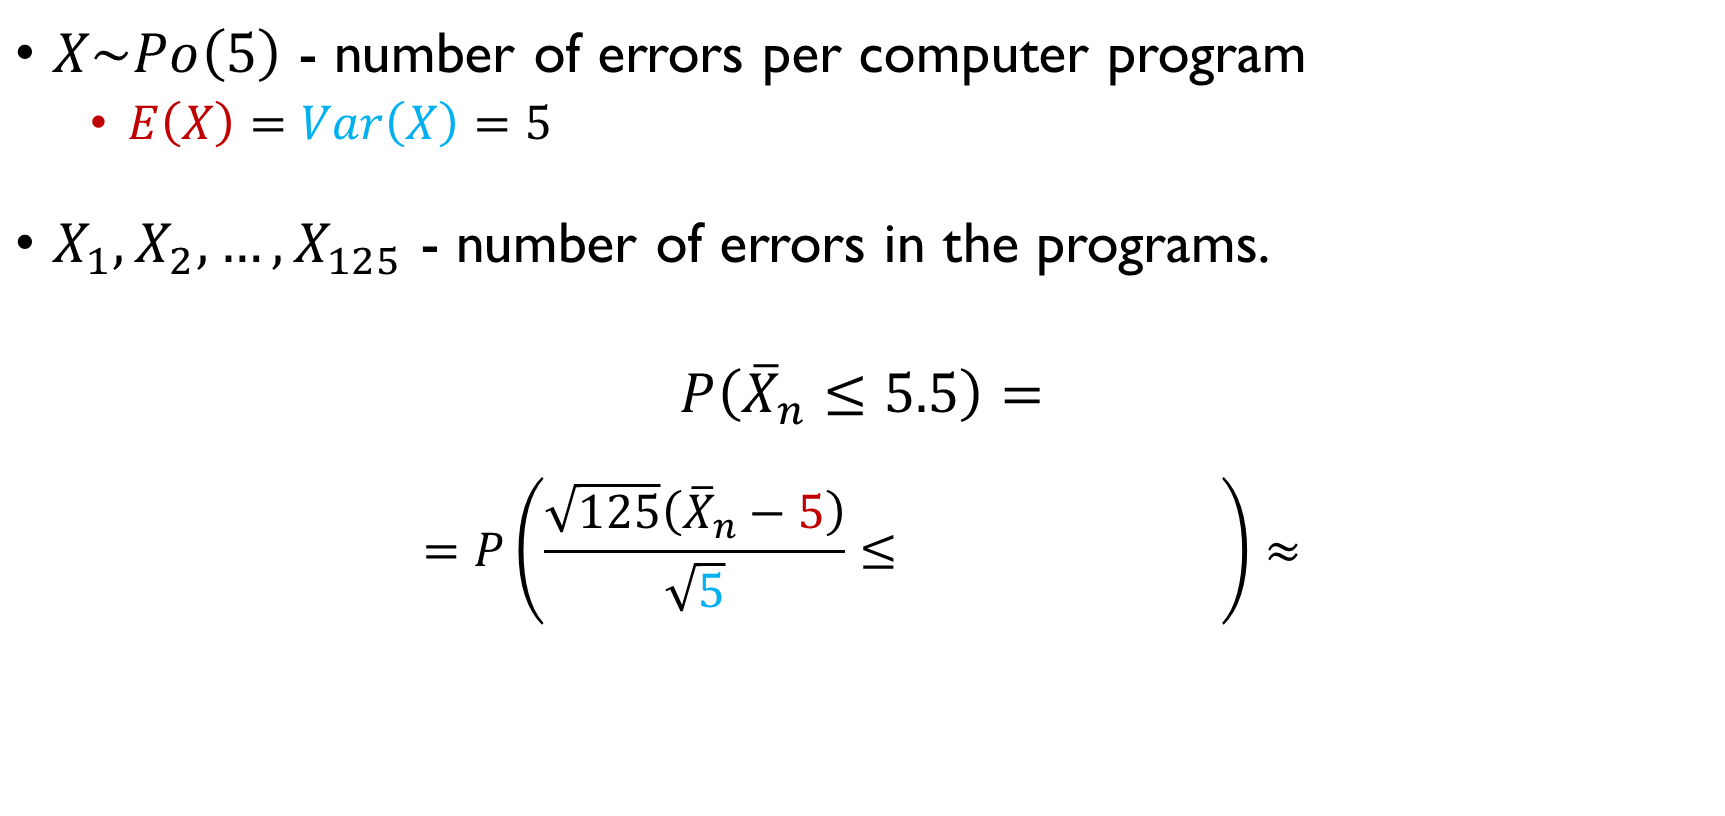 • X~Po(5) - number of errors per computer program
• E(X) = Var(X) = 5
• X₁, X₂, … , X₁₂₅ - number of errors in the programs.
P(X̄ₙ ≤ 5.5) =
= P(√125(X̄ₙ − 5)/√5 ≤ ) ≈